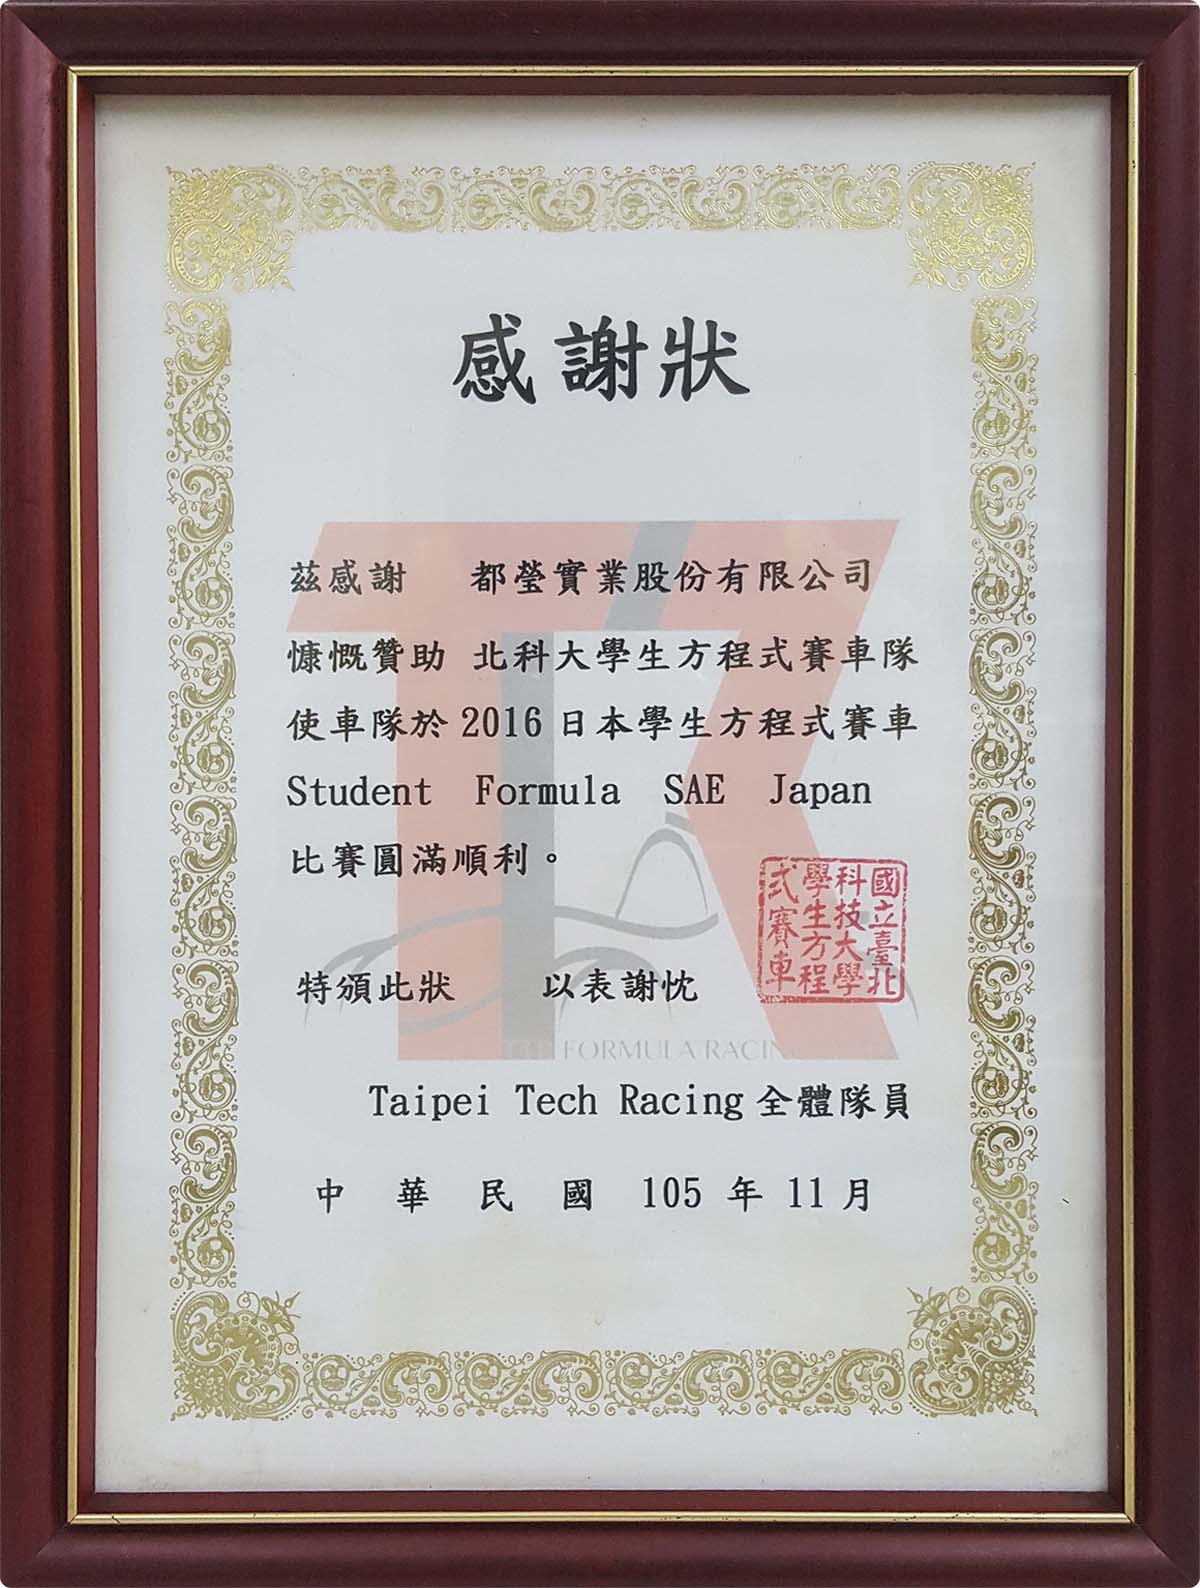 感謝狀
茲感謝 都瑩實業股份有限公司
慷慨贊助 北科大學生方程式賽車隊
使車隊於 2016 日本學生方程式賽車
Student Formula SAE Japan
比賽圓滿順利。
國立臺北
科技大學
學生方程
式賽車
特頒此狀 以表謝忱
FORMULA RACING
Taipei Tech Racing 全體隊員
中華民國 105 年 11 月